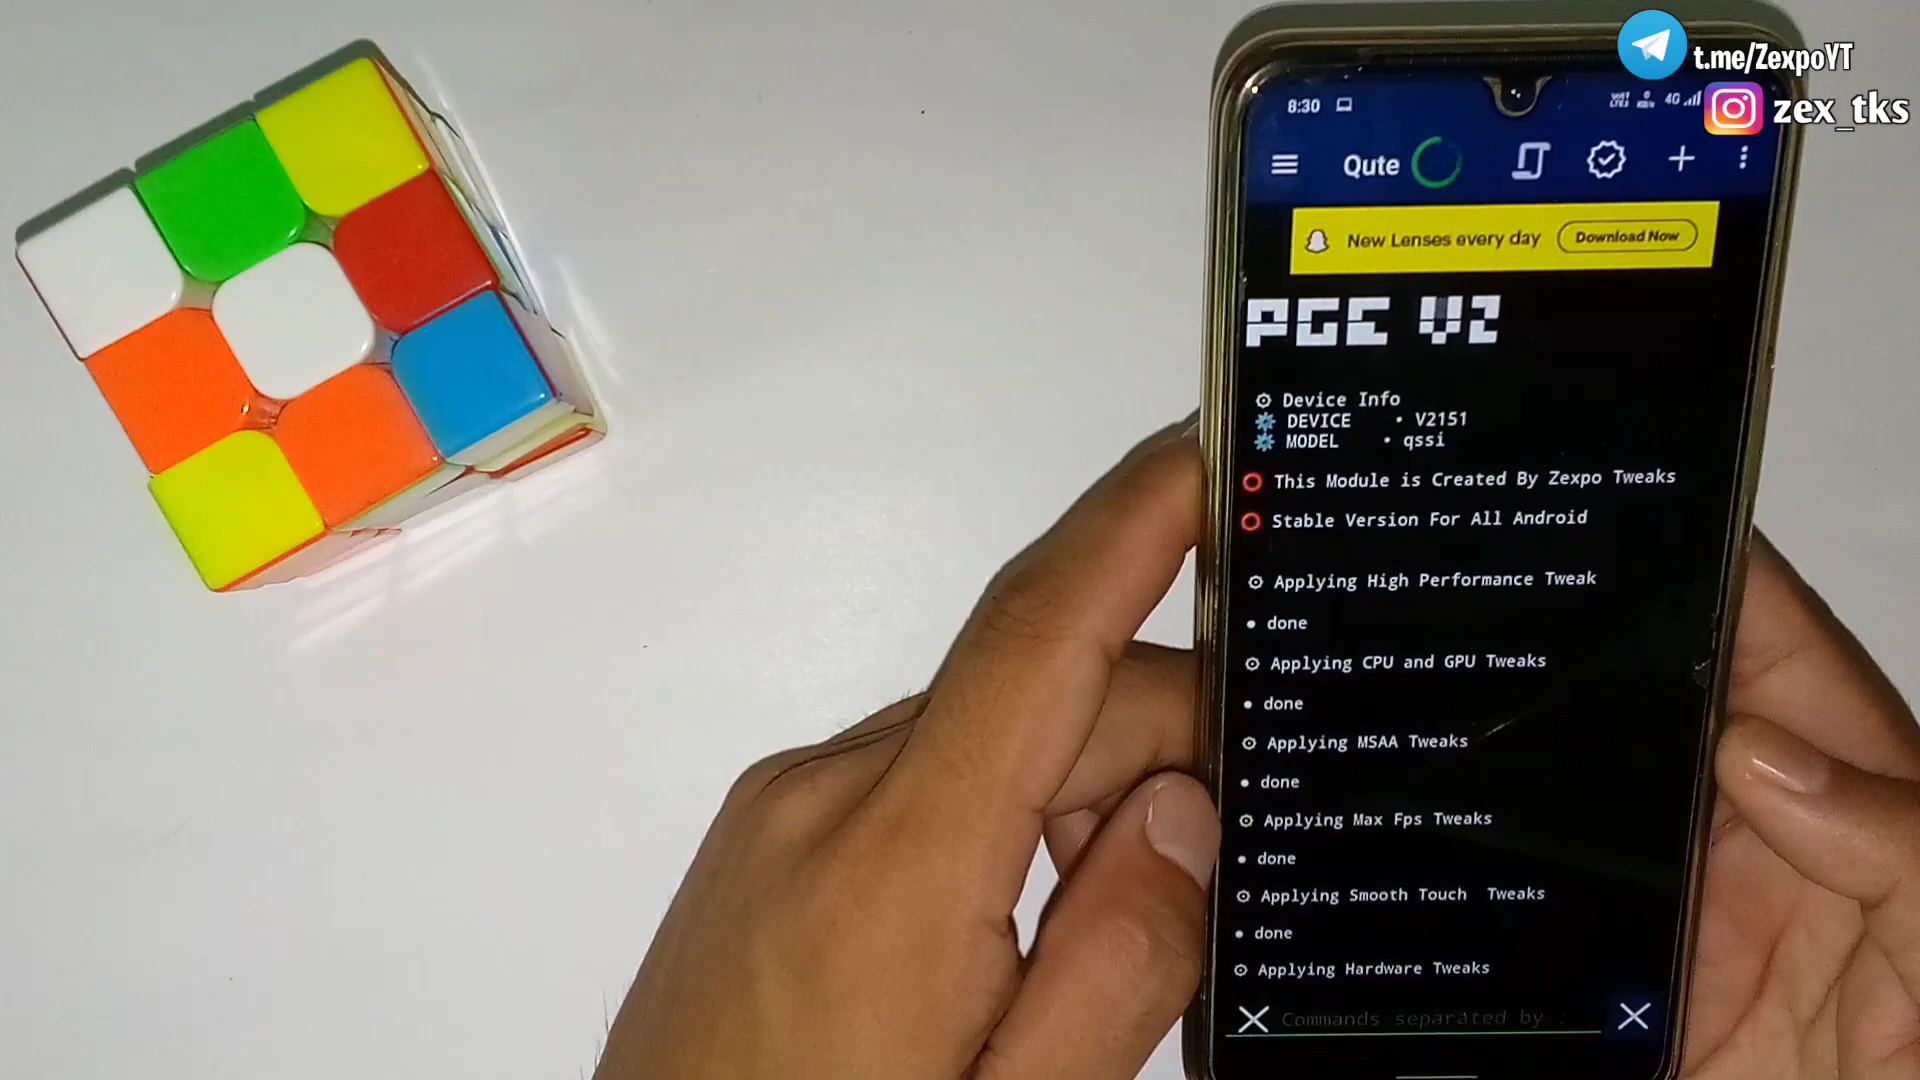 t.me/ZexpoYT
zex_tks
8:30
4G
Qute
New Lenses every day
Download Now
PGE V2
Device Info
DEVICE • V2151
MODEL • qssi
This Module is Created By Zexpo Tweaks
Stable Version For All Android
Applying High Performance Tweak
• done
Applying CPU and GPU Tweaks
• done
Applying MSAA Tweaks
• done
Applying Max Fps Tweaks
• done
Applying Smooth Touch Tweaks
• done
Applying Hardware Tweaks
Commands separated by ;